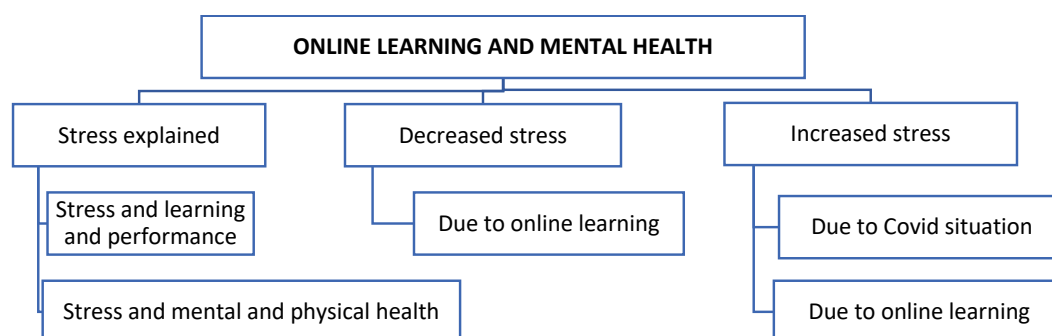 ONLINE LEARNING AND MENTAL HEALTH
Stress explained
Decreased stress
Increased stress
Stress and learning
and performance
Due to online learning
Due to Covid situation
Stress and mental and physical health
Due to online learning